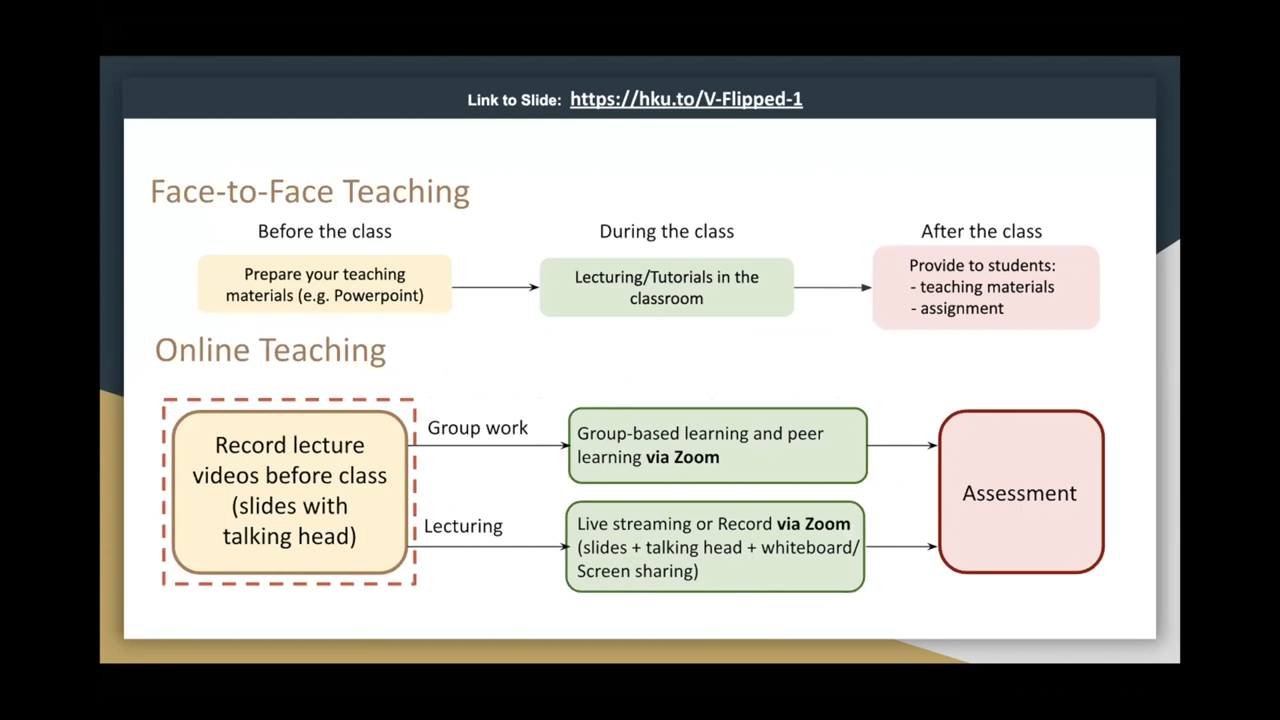 Link to Slide: https://hku.to/V-Flipped-1
Face-to-Face Teaching
Before the class
During the class
After the class
Prepare your teaching
materials (e.g. Powerpoint)
Lecturing/Tutorials in the
classroom
Provide to students:
- teaching materials
- assignment
Online Teaching
Record lecture
videos before class
(slides with
talking head)
Group work
Group-based learning and peer
learning via Zoom
Lecturing
Live streaming or Record via Zoom
(slides + talking head + whiteboard/
Screen sharing)
Assessment